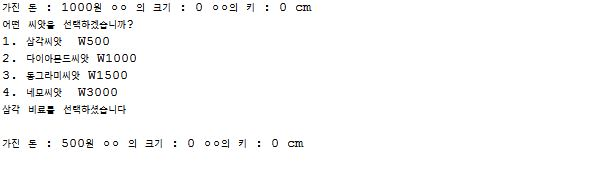 가진 돈 : 1000원 ㅇㅇ 의 크기 : 0 ㅇㅇ의 키 : 0 cm
어떤 씨앗을 선택하겠습니까?
1. 삼각씨앗 W500
2. 다이아몬드씨앗 W1000
3. 동그라미씨앗 W1500
4. 네모씨앗 W3000
삼각 비료를 선택하셨습니다
가진 돈 : 500원 ㅇㅇ 의 크기 : 0 ㅇㅇ의 키 : 0 cm